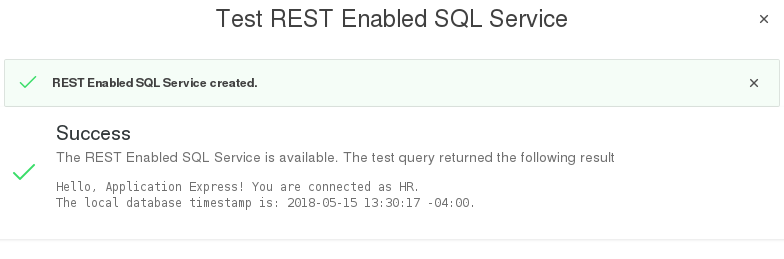 Test REST Enabled SQL Service
REST Enabled SQL Service created.
Success
The REST Enabled SQL Service is available. The test query returned the following result
Hello, Application Express! You are connected as HR.
The local database timestamp is: 2018-05-15 13:30:17 -04:00.